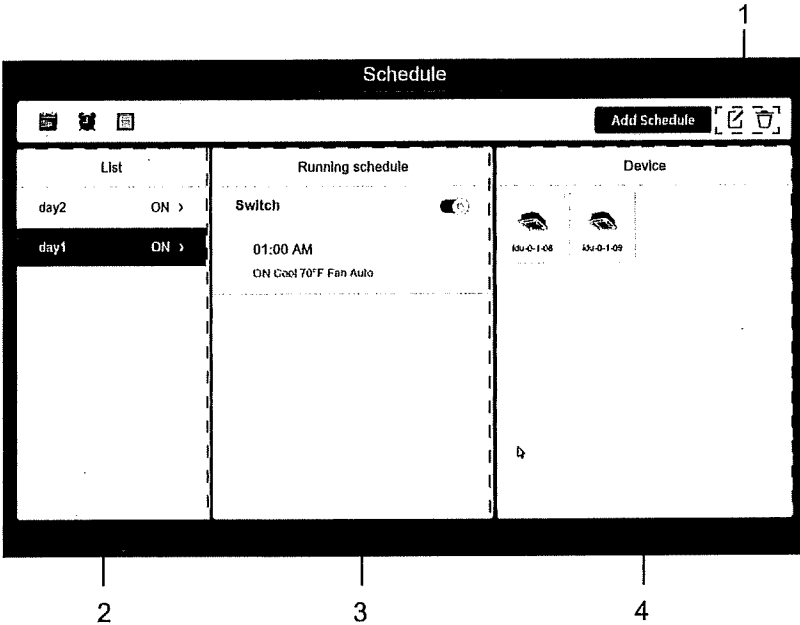 1
Schedule
Add Schedule
List
Running schedule
Device
day2 ON >
Switch
day1 ON >
01:00 AM
ON Cool 70°F Fan Auto
idu-0-1-08
idu-0-1-09
2
3
4